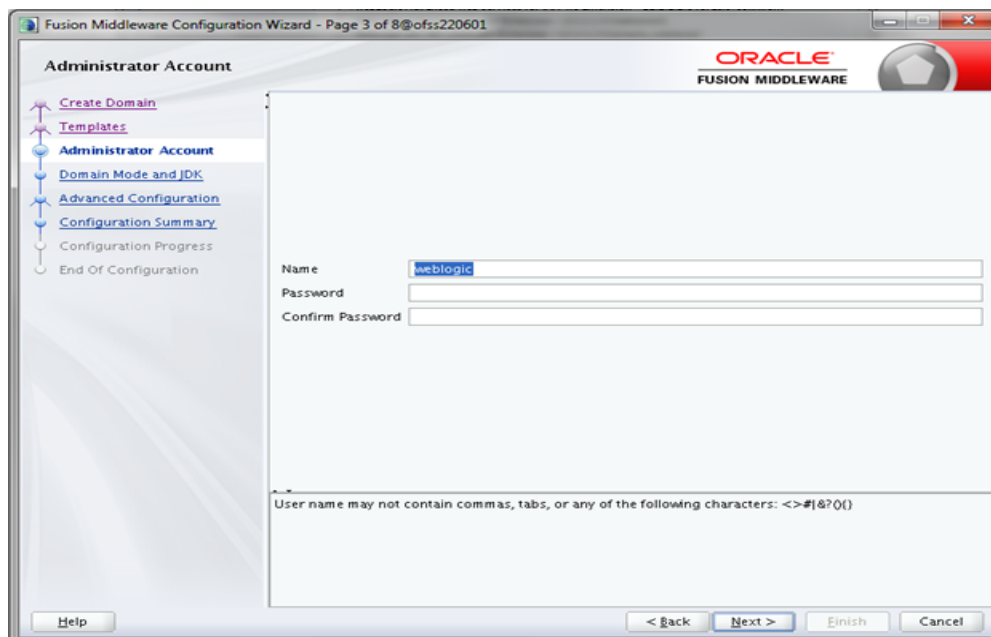 Fusion Middleware Configuration Wizard - Page 3 of 8@ofss220601
Administrator Account
ORACLE
FUSION MIDDLEWARE
Create Domain
Templates
Administrator Account
Domain Mode and JDK
Advanced Configuration
Configuration Summary
Configuration Progress
End Of Configuration
Name weblogic
Password
Confirm Password
User name may not contain commas, tabs, or any of the following characters: <>#|&?(){}
Help < Back Next > Finish Cancel